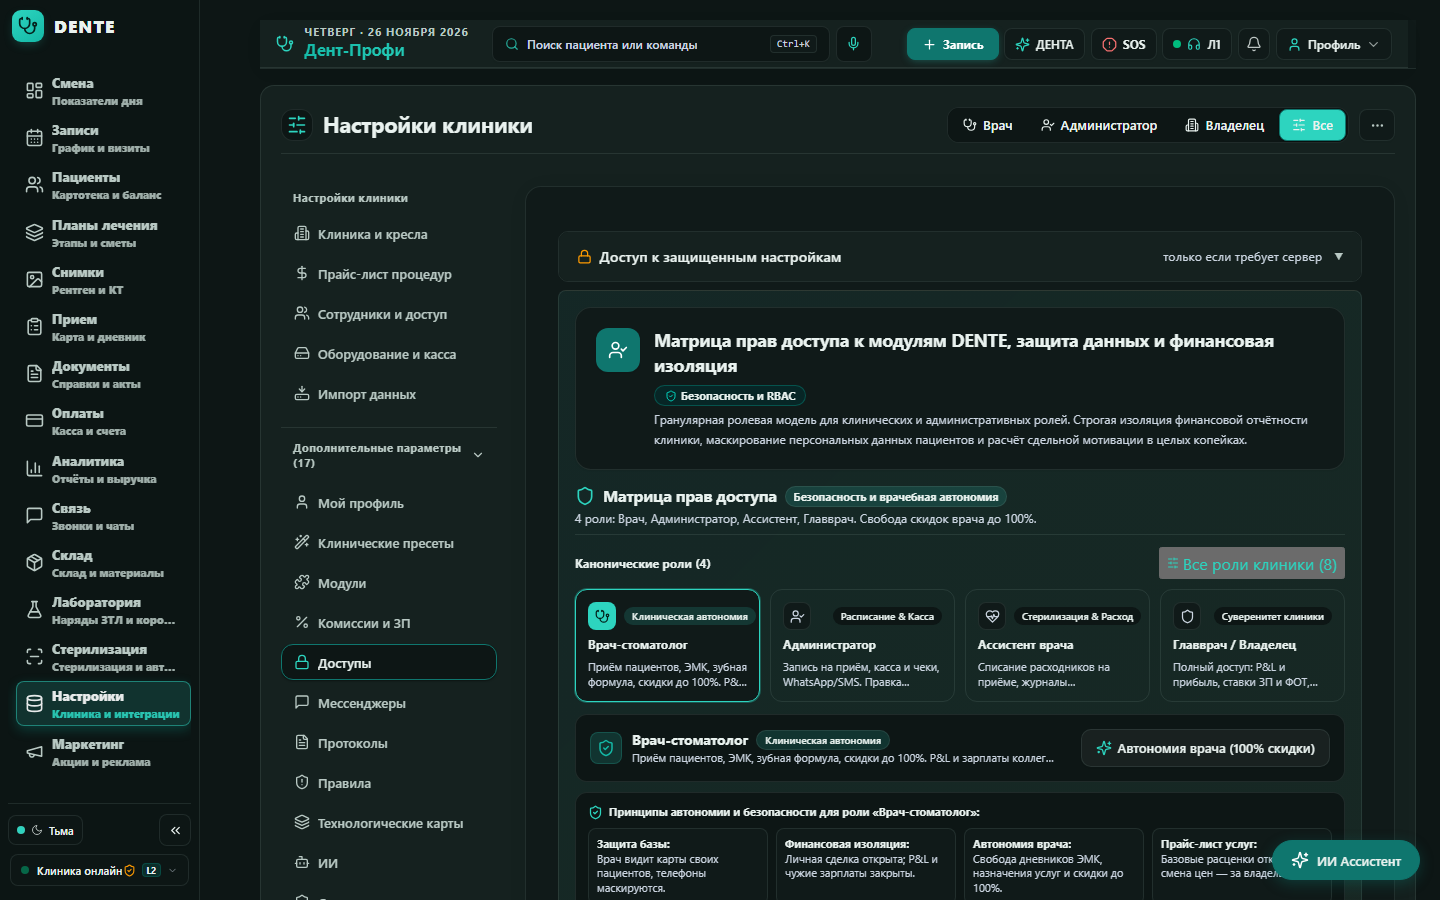 DENTE
Смена
Показатели дня
Записи
График и визиты
Пациенты
Картотека и баланс
Планы лечения
Этапы и сметы
Снимки
Рентген и КТ
Прием
Карта и дневник
Документы
Справки и акты
Оплаты
Касса и счета
Аналитика
Отчёты и выручка
Связь
Звонки и чаты
Склад
Склад и материалы
Лаборатория
Наряды ЗТЛ и коро...
Стерилизация
Стерилизация и авт...
Настройки
Клиника и интеграции
Маркетинг
Акции и реклама
Тьма
«
Клиника онлайн L2
ЧЕТВЕРГ · 26 НОЯБРЯ 2026
Дент-Профи
Поиск пациента или команды Ctrl+K
Запись
ДЕНТА
SOS
Л1
Профиль
Настройки клиники
Врач
Администратор
Владелец
Все
Настройки клиники
Клиника и кресла
Прайс-лист процедур
Сотрудники и доступ
Оборудование и касса
Импорт данных
Дополнительные параметры
(17)
Мой профиль
Клинические пресеты
Модули
Комиссии и ЗП
Доступы
Мессенджеры
Протоколы
Правила
Технологические карты
ИИ
Доступ к защищенным настройкам
только если требует сервер ▼
Матрица прав доступа к модулям DENTE, защита данных и финансовая
изоляция
Безопасность и RBAC
Гранулярная ролевая модель для клинических и административных ролей. Строгая изоляция финансовой отчётности
клиники, маскирование персональных данных пациентов и расчёт сдельной мотивации в целых копейках.
Матрица прав доступа
Безопасность и врачебная автономия
4 роли: Врач, Администратор, Ассистент, Главврач. Свобода скидок врача до 100%.
Канонические роли (4)
Все роли клиники (8)
Клиническая автономия
Врач-стоматолог
Приём пациентов, ЭМК, зубная
формула, скидки до 100%. P&...
Расписание & Касса
Администратор
Запись на приём, касса и чеки,
WhatsApp/SMS. Правка...
Стерилизация & Расход
Ассистент врача
Списание расходников на
приёме, журналы...
Суверенитет клиники
Главврач / Владелец
Полный доступ: P&L и
прибыль, ставки ЗП и ФОТ,...
Врач-стоматолог
Клиническая автономия
Приём пациентов, ЭМК, зубная формула, скидки до 100%. P&L и зарплаты коллег...
Автономия врача (100% скидки)
Принципы автономии и безопасности для роли «Врач-стоматолог»:
Защита базы:
Врач видит карты своих
пациентов, телефоны
маскируются.
Финансовая изоляция:
Личная сделка открыта; P&L и
чужие зарплаты закрыты.
Автономия врача:
Свобода дневников ЭМК,
назначения услуг и скидки до
100%.
Прайс-лист услуг:
Базовые расценки
смена цен — за
ИИ Ассистент